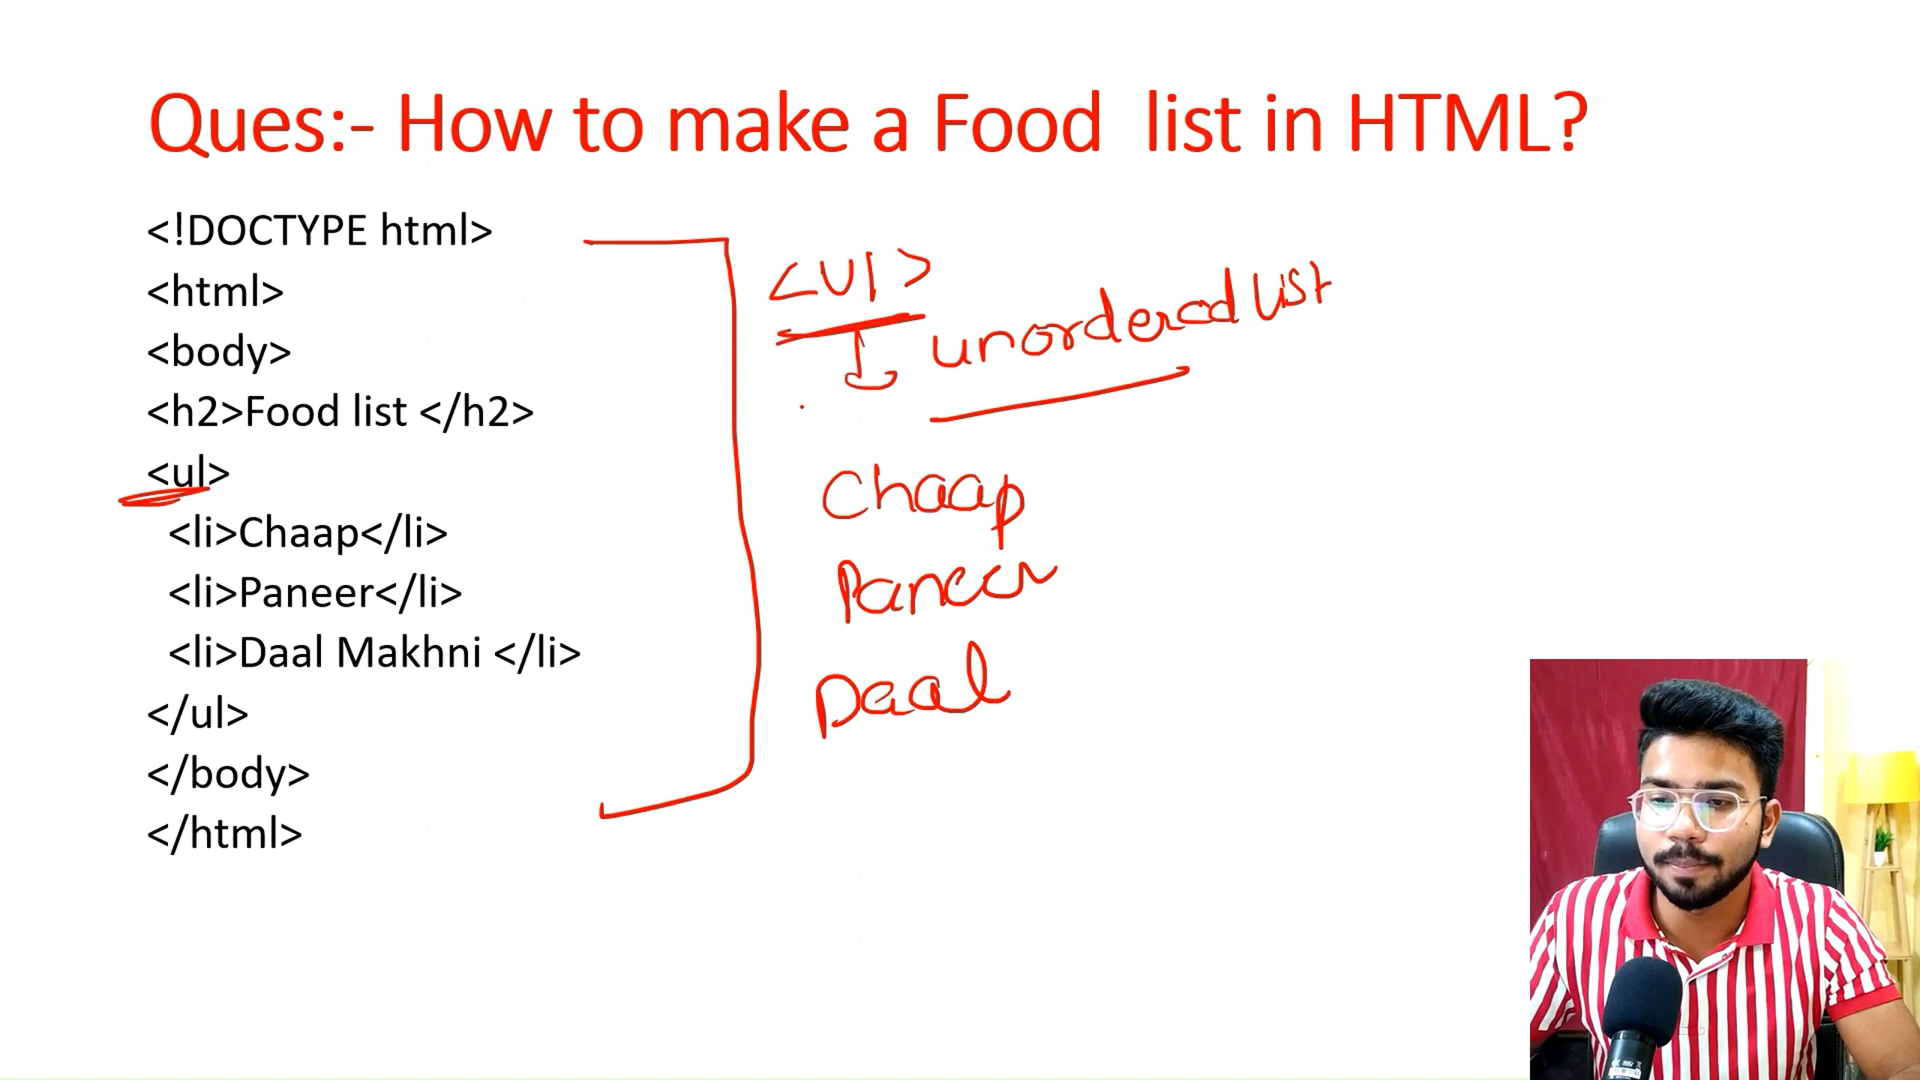 Ques:- How to make a Food list in HTML?
<!DOCTYPE html>
<html>
<body>
<h2>Food list </h2>
<ul>
<li>Chaap</li>
<li>Paneer</li>
<li>Daal Makhni </li>
</ul>
</body>
</html>
<Ul>
unordered list
Chaap
Paneer
Daal